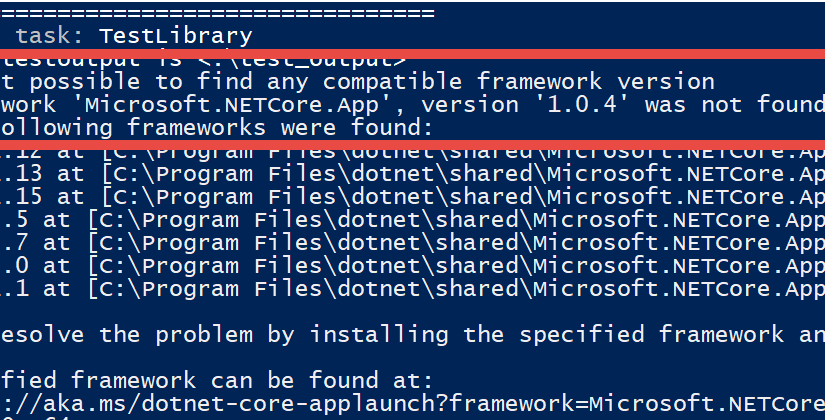 ===============================
task: TestLibrary
testoutput is <.\test_output>
t possible to find any compatible framework version
work 'Microsoft.NETCore.App', version '1.0.4' was not found
ollowing frameworks were found:
.12 at [C:\Program Files\dotnet\shared\Microsoft.NETCore.Ap
.13 at [C:\Program Files\dotnet\shared\Microsoft.NETCore.Ap
.15 at [C:\Program Files\dotnet\shared\Microsoft.NETCore.Ap
.5 at [C:\Program Files\dotnet\shared\Microsoft.NETCore.App
.7 at [C:\Program Files\dotnet\shared\Microsoft.NETCore.App
.0 at [C:\Program Files\dotnet\shared\Microsoft.NETCore.App
.1 at [C:\Program Files\dotnet\shared\Microsoft.NETCore.App
esolve the problem by installing the specified framework an
fied framework can be found at:
://aka.ms/dotnet-core-applaunch?framework=Microsoft.NETCore